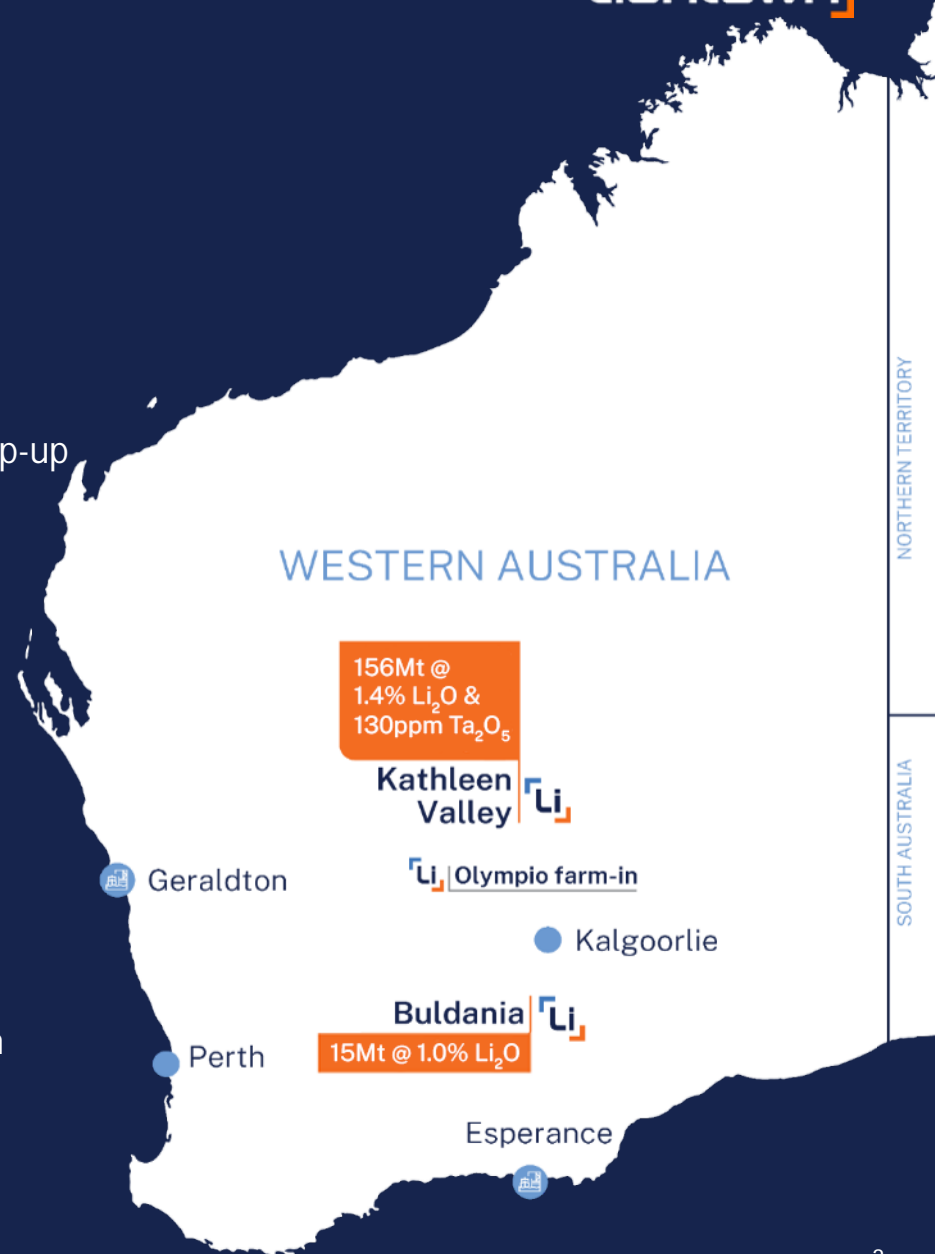 p-up
NORTHERN TERRITORY
WESTERN AUSTRALIA
156Mt @
1.4% Li₂O &
130ppm Ta₂O₅
Kathleen
Valley
Li
SOUTH AUSTRALIA
Geraldton
Li
Olympio farm-in
Kalgoorlie
Buldania
Li
15Mt @ 1.0% Li₂O
Perth
Esperance